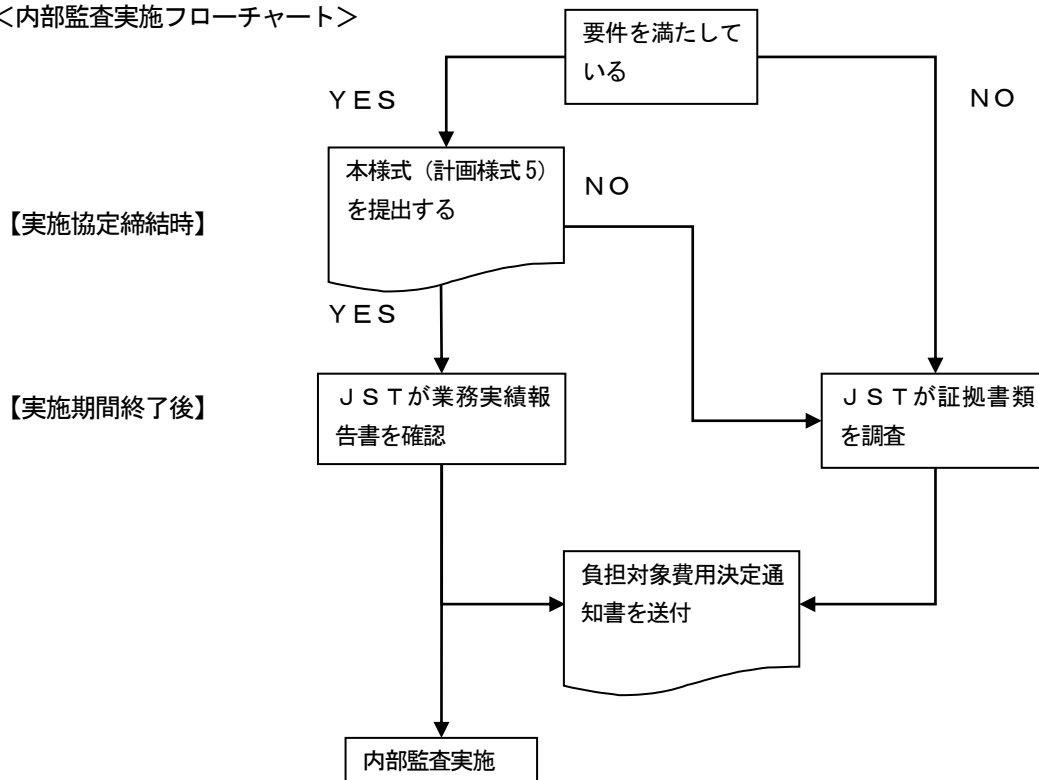 ＜内部監査実施フローチャート＞
要件を満たして
いる
ＹＥＳ
ＮＯ
本様式（計画様式５）
を提出する
ＮＯ
【実施協定締結時】
ＹＥＳ
【実施期間終了後】
ＪＳＴが業務実績報
告書を確認
ＪＳＴが証拠書類
を調査
負担対象費用決定通
知書を送付
内部監査実施